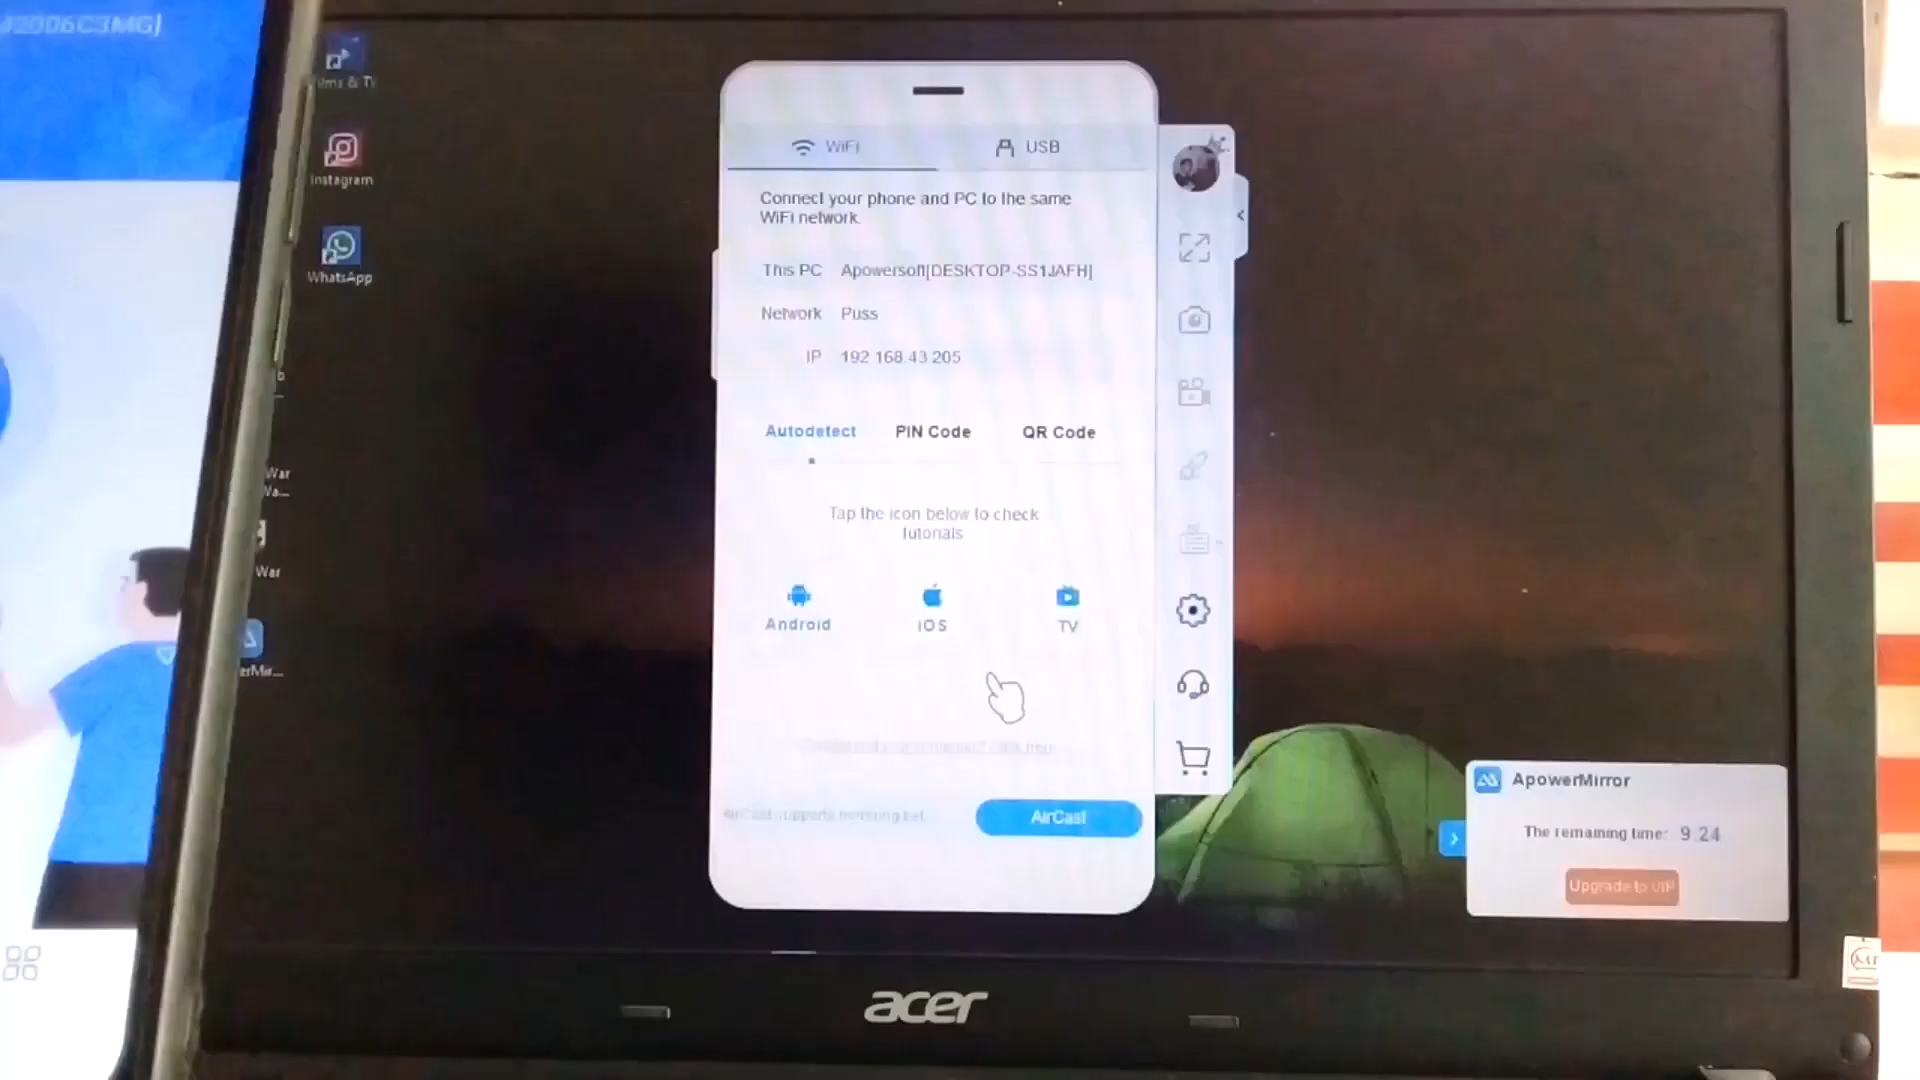 Instagram
WhatsApp
War
War
WiFi
USB
Connect your phone and PC to the same
WiFi network.
This PC Apowersoft[DESKTOP-SS1JAFH]
Network Puss
IP 192.168.43.205
Autodetect PIN Code QR Code
Tap the icon below to check
tutorials
Android
iOS
TV
AirCast
ApowerMirror
The remaining time: 9:24
Upgrade to VIP
acer